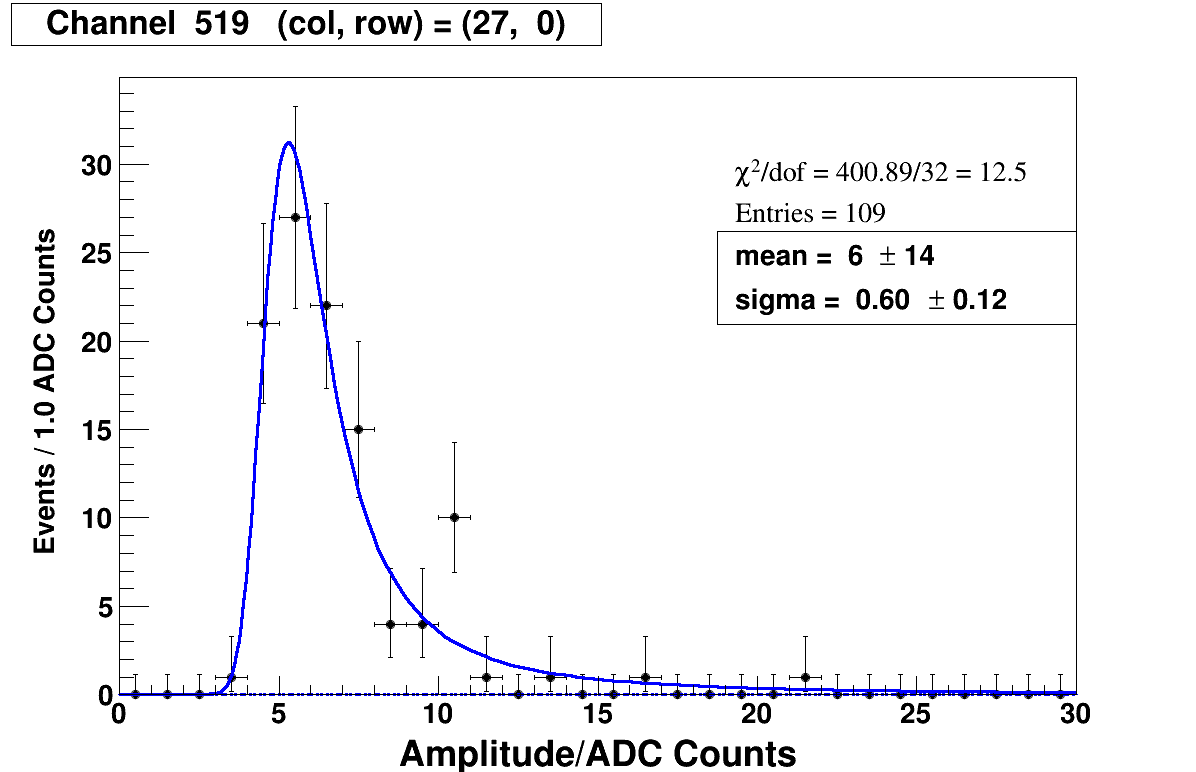 Channel 519 (col, row) = (27, 0)
χ²/dof = 400.89/32 = 12.5
Entries = 109
mean = 6 ± 14
sigma = 0.60 ± 0.12
Events / 1.0 ADC Counts
30
25
20
15
10
5
0
0 5 10 15 20 25 30
Amplitude/ADC Counts